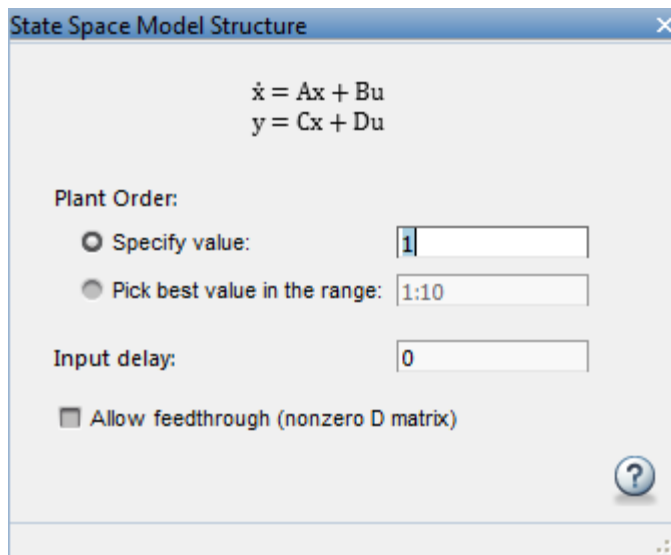 State Space Model Structure
ẋ = Ax + Bu
y = Cx + Du
Plant Order:
Specify value: 1
Pick best value in the range: 1:10
Input delay: 0
Allow feedthrough (nonzero D matrix)
?